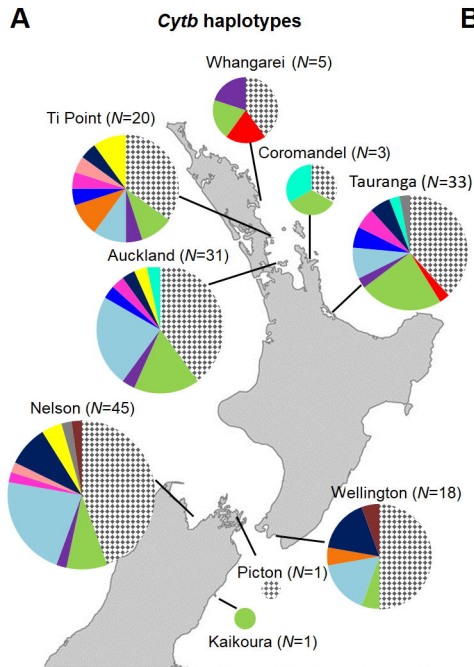 A
Cytb haplotypes
B
Whangarei (N=5)
Ti Point (N=20)
Coromandel (N=3)
Tauranga (N=33)
Auckland (N=31)
Nelson (N=45)
Wellington (N=18)
Picton (N=1)
Kaikoura (N=1)